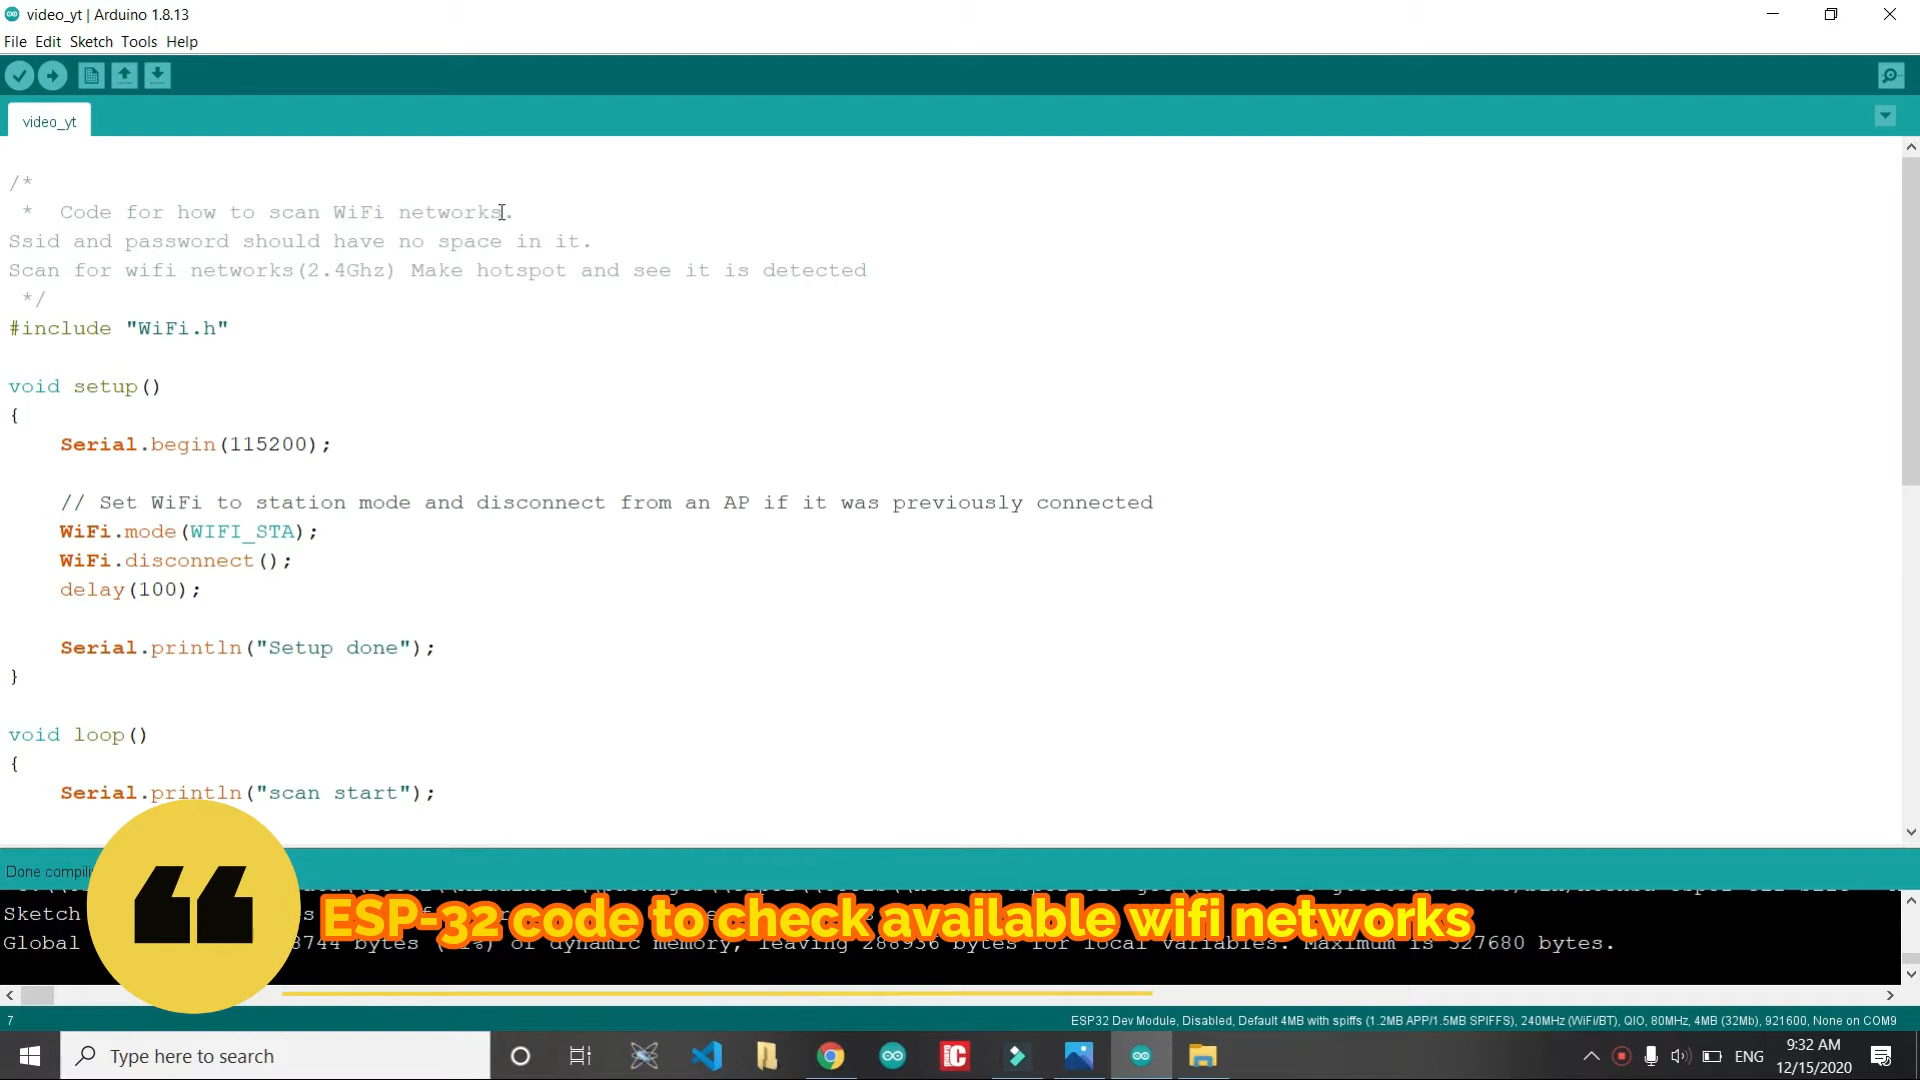 video_yt | Arduino 1.8.13
File Edit Sketch Tools Help
video_yt
/*
* Code for how to scan WiFi networks.
Ssid and password should have no space in it.
Scan for wifi networks(2.4Ghz) Make hotspot and see it is detected
*/
#include "WiFi.h"
void setup()
{
Serial.begin(115200);
// Set WiFi to station mode and disconnect from an AP if it was previously connected
WiFi.mode(WIFI_STA);
WiFi.disconnect();
delay(100);
Serial.println("Setup done");
}
void loop()
{
Serial.println("scan start");
Done compili
Sketch
ESP-32 code to check available wifi networks
Global 8744 bytes of dynamic memory, leaving 288936 bytes for local variables. Maximum is 327680 bytes.
7
ESP32 Dev Module, Disabled, Default 4MB with spiffs (1.2MB APP/1.5MB SPIFFS), 240MHz (WiFi/BT), QIO, 80MHz, 4MB (32Mb), 921600, None on COM9
Type here to search
ENG
9:32 AM
12/15/2020